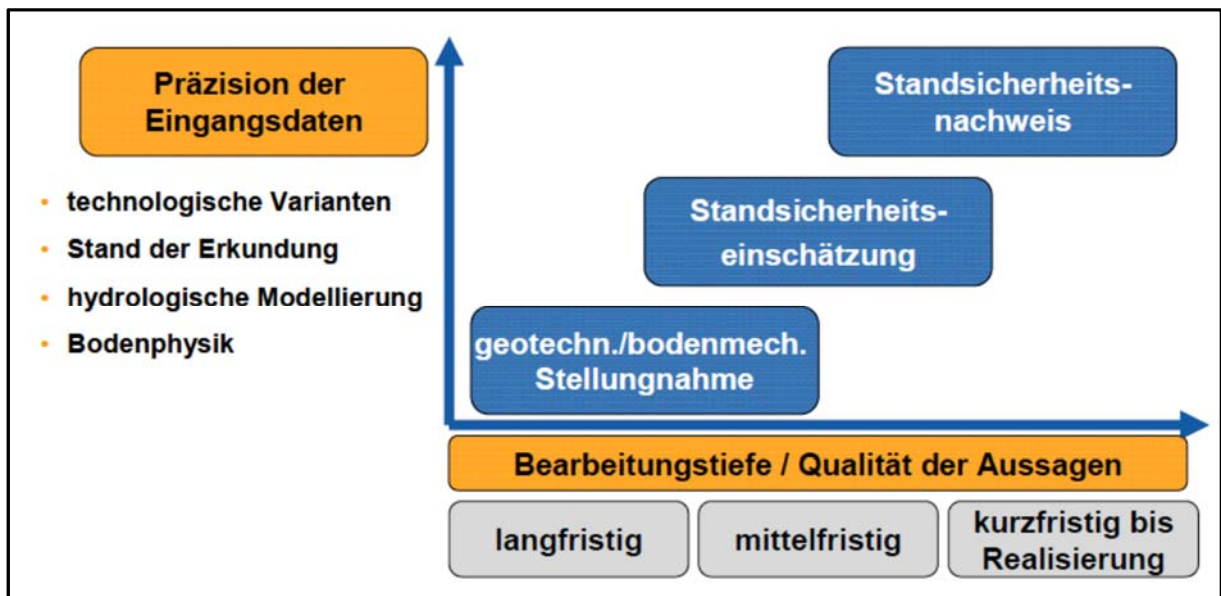 Präzision der
Eingangsdaten
• technologische Varianten
• Stand der Erkundung
• hydrologische Modellierung
• Bodenphysik
Standsicherheits-
nachweis
Standsicherheits-
einschätzung
geotechn./bodenmech.
Stellungnahme
Bearbeitungstiefe / Qualität der Aussagen
langfristig
mittelfristig
kurzfristig bis
Realisierung